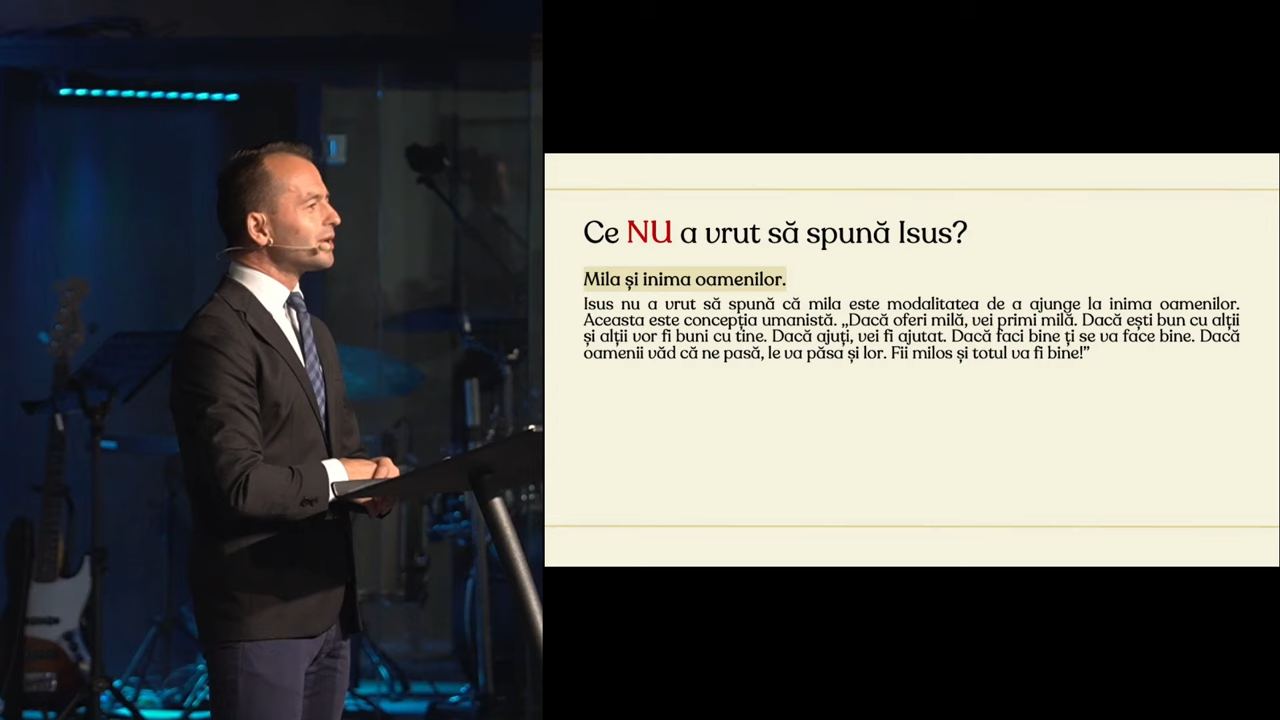 Ce NU a vrut să spună Isus?
Mila și inima oamenilor.
Isus nu a vrut să spună că mila este modalitatea de a ajunge la inima oamenilor.
Aceasta este concepția umanistă. „Dacă oferi milă, vei primi milă. Dacă ești bun cu alții
și alții vor fi buni cu tine. Dacă ajuți, vei fi ajutat. Dacă faci bine ți se va face bine. Dacă
oamenii văd că ne pasă, le va păsa și lor. Fii milos și totul va fi bine!”